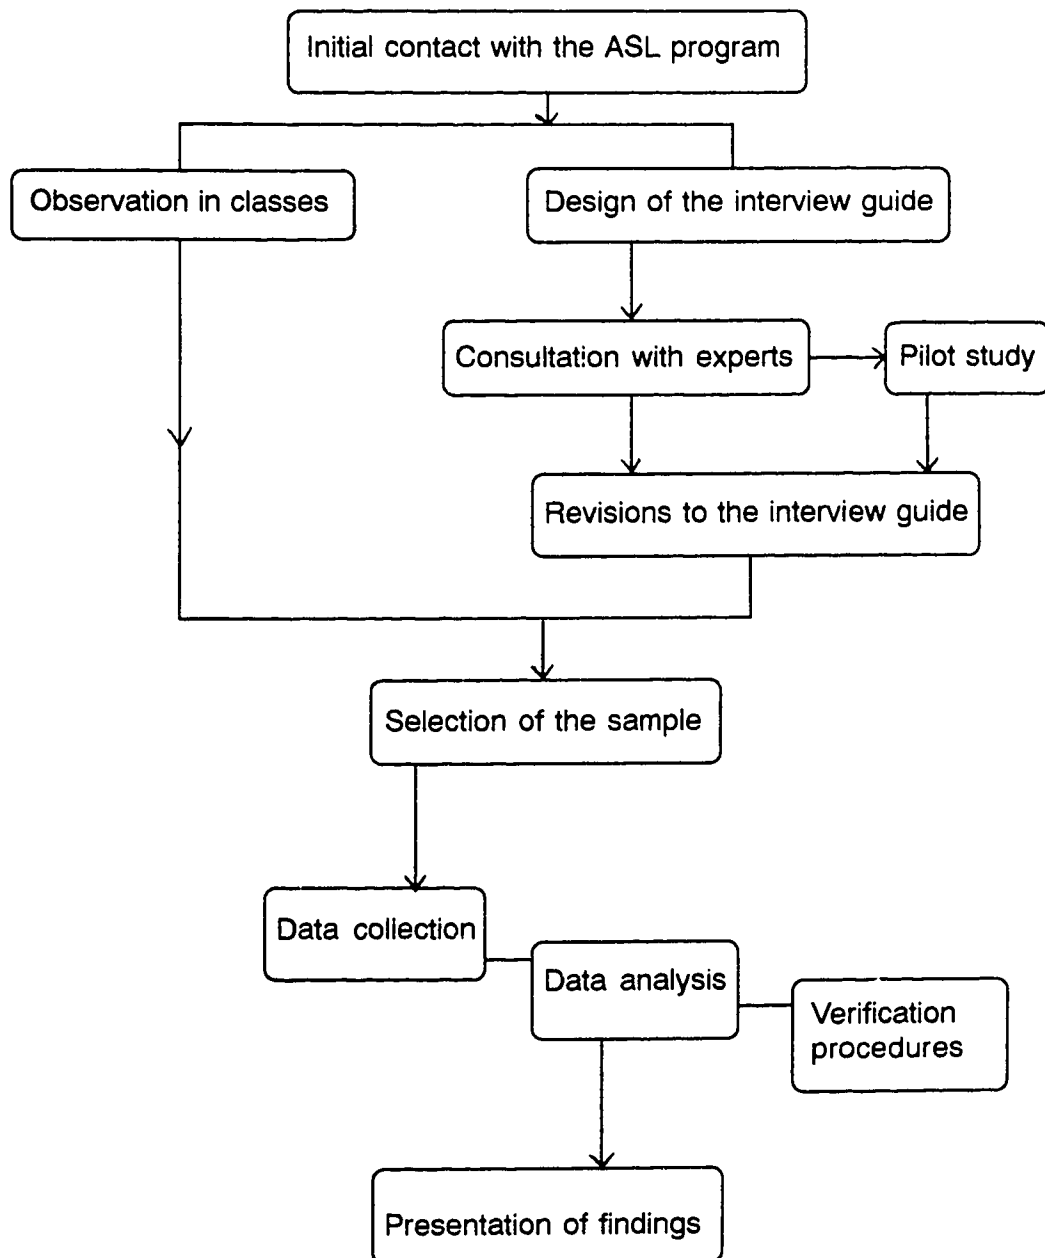 Initial contact with the ASL program
Observation in classes
Design of the interview guide
Consultation with experts
Pilot study
Revisions to the interview guide
Selection of the sample
Data collection
Data analysis
Verification
procedures
Presentation of findings